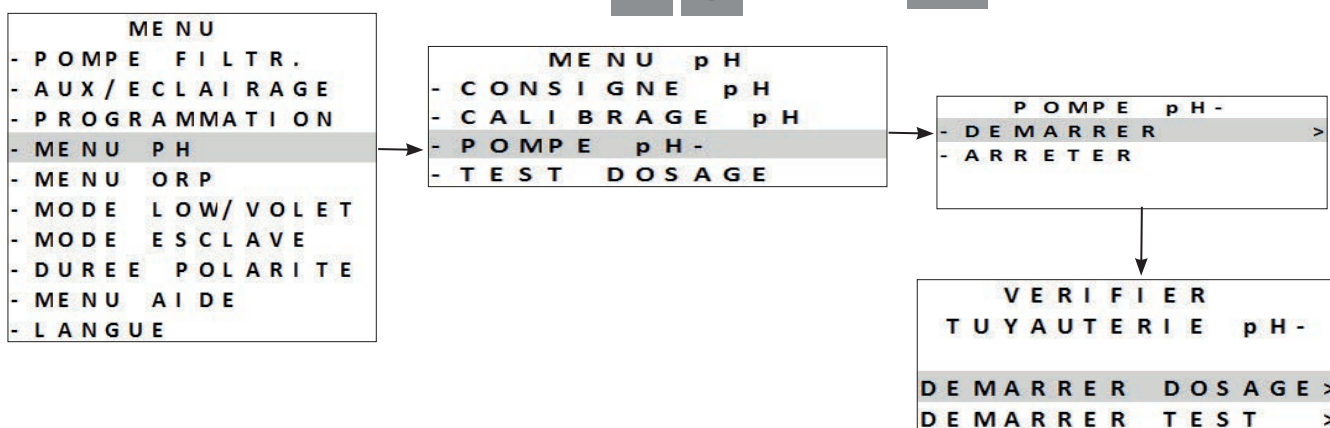 MENU
- POMPE FILTR.
- AUX/ECLAIRAGE
- PROGRAMMATION
- MENU PH
- MENU ORP
- MODE LOW/VOLET
- MODE ESCLAVE
- DUREE POLARITE
- MENU AIDE
- LANGUE
MENU pH
- CONSIGNE pH
- CALIBRAGE pH
- POMPE pH-
- TEST DOSAGE
POMPE pH-
- DEMARRER >
- ARRETER
VERIFIER
TUYAUTERIE pH-
DEMARRER DOSAGE>
DEMARRER TEST >